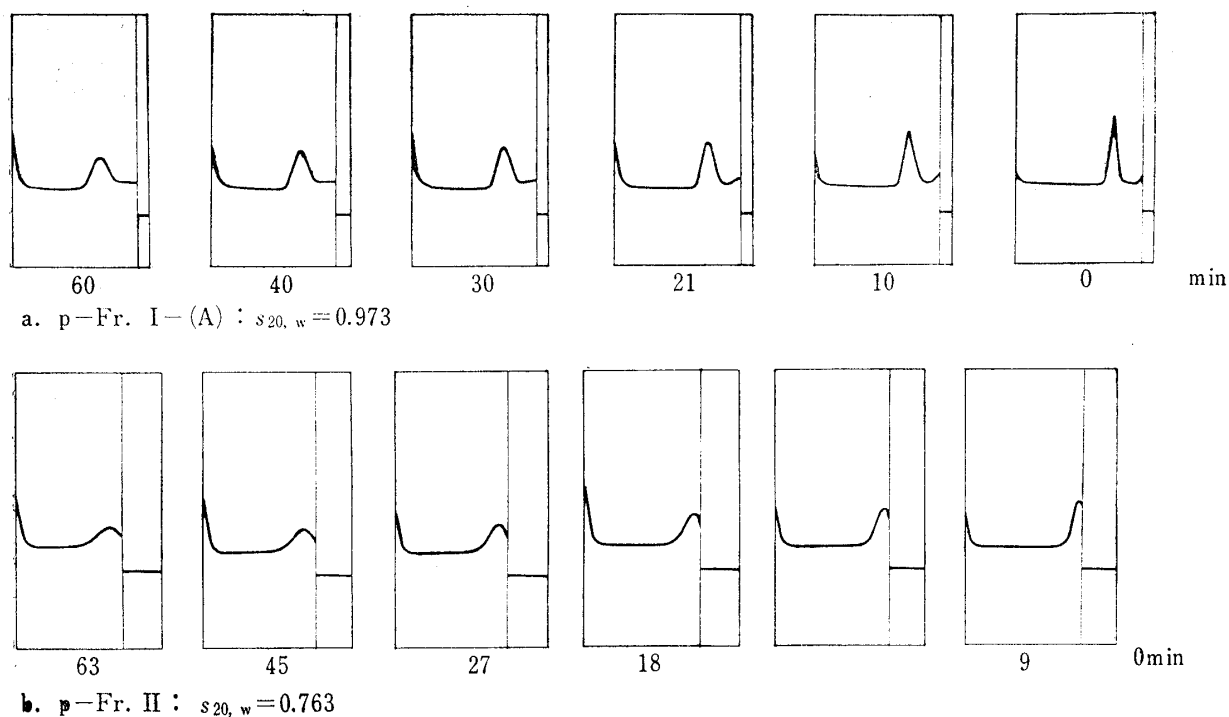 60 40 30 21 10 0 min
a. p-Fr. I-(A) : s20, w=0.973
63 45 27 18 9 0min
b. p-Fr. II : s20, w=0.763